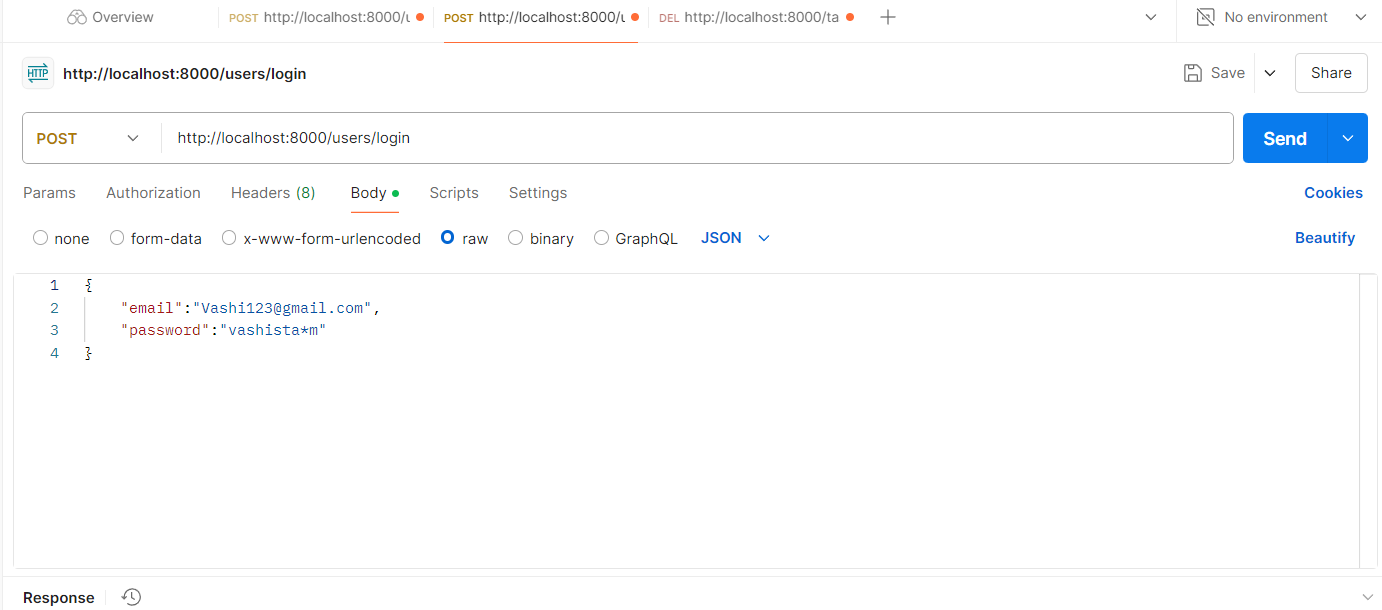 Overview POST http://localhost:8000/u POST http://localhost:8000/u DEL http://localhost:8000/ta No environment
HTTP http://localhost:8000/users/login Save Share
POST http://localhost:8000/users/login Send
Params Authorization Headers (8) Body Scripts Settings Cookies
none form-data x-www-form-urlencoded raw binary GraphQL JSON Beautify
1 {
2 "email":"Vashi123@gmail.com",
3 "password":"vashista*m"
4 }
Response